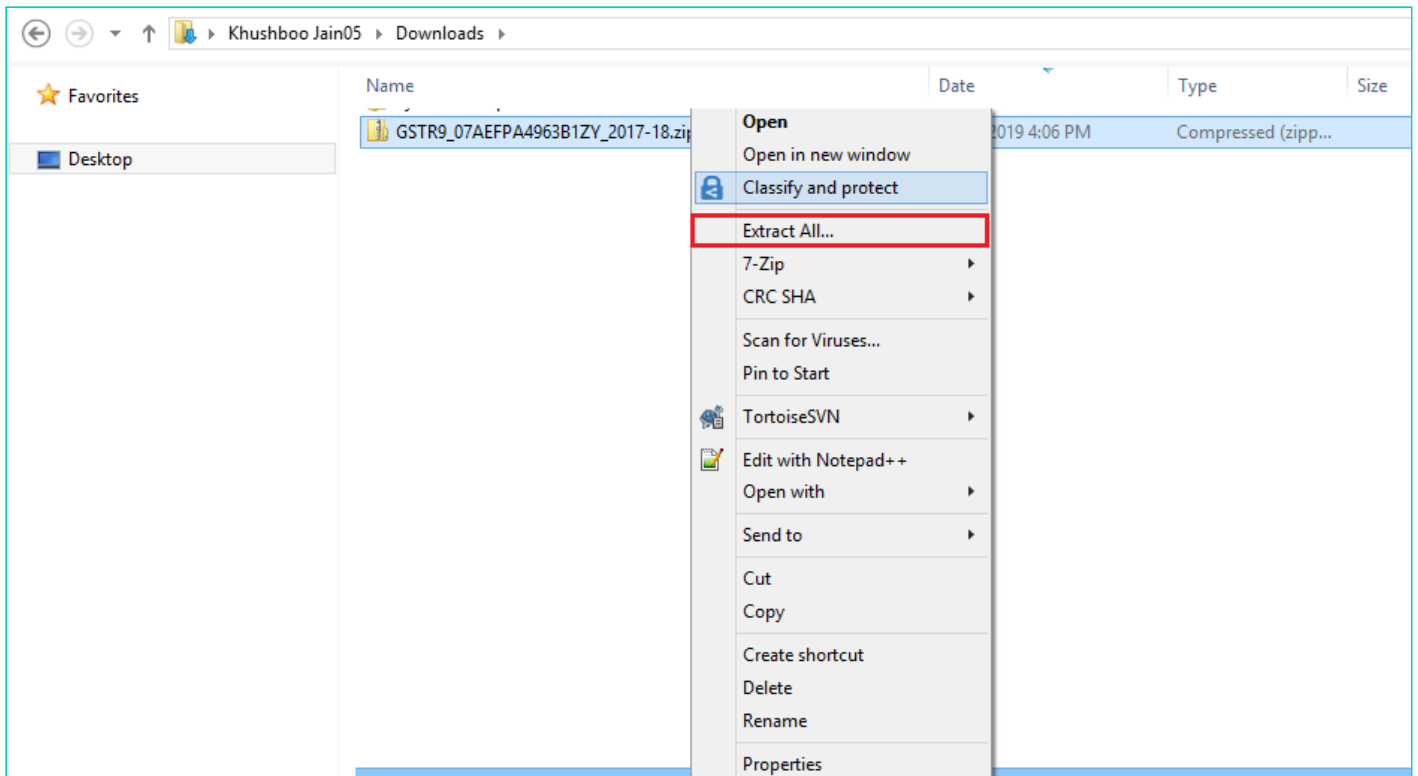 Khushboo Jain05 Downloads
Favorites
Desktop
Name Date Type Size
GSTR9_07AEFPA4963B1ZY_2017-18.zip 2019 4:06 PM Compressed (zipp...
Open
Open in new window
Classify and protect
Extract All...
7-Zip
CRC SHA
Scan for Viruses...
Pin to Start
TortoiseSVN
Edit with Notepad++
Open with
Send to
Cut
Copy
Create shortcut
Delete
Rename
Properties